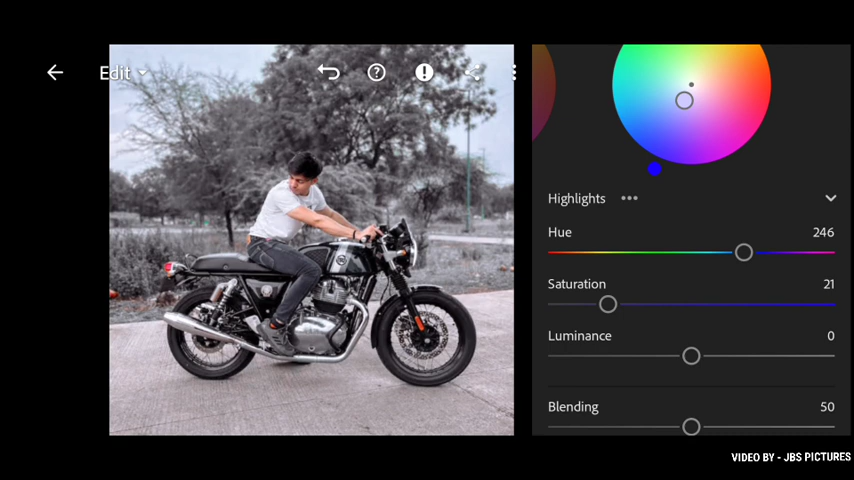 Edit
Highlights
Hue 246
Saturation 21
Luminance 0
Blending 50
VIDEO BY - JBS PICTURES